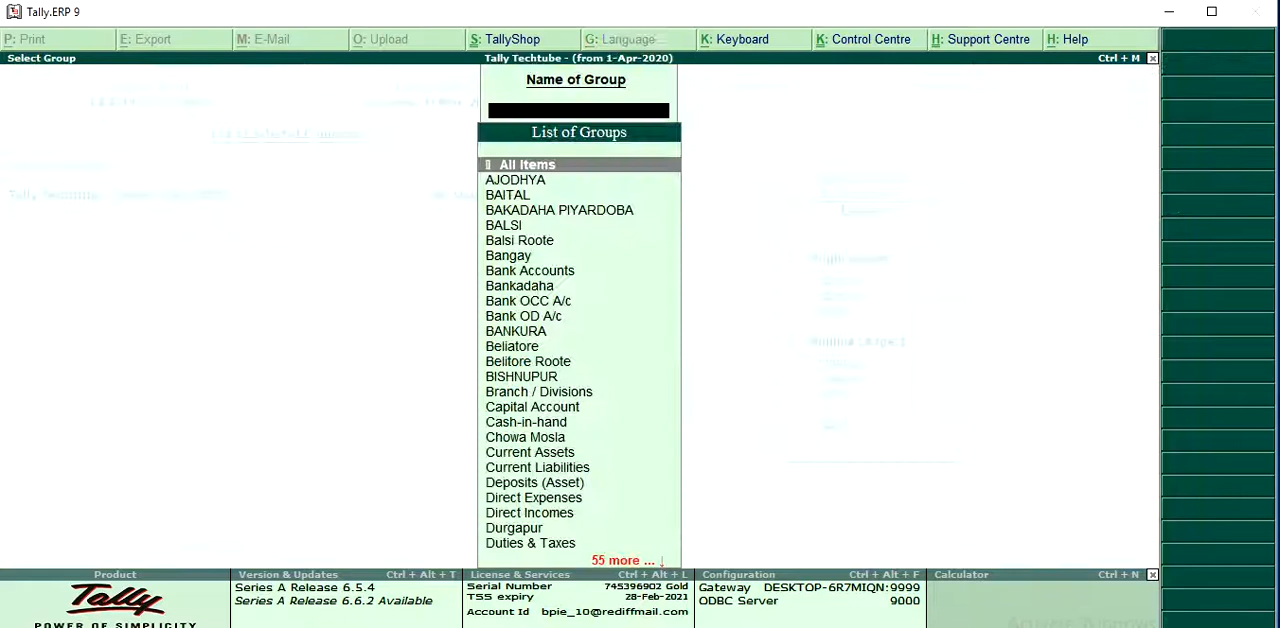 Tally.ERP 9
P: Print E: Export M: E-Mail O: Upload S: TallyShop G: Language K: Keyboard K: Control Centre H: Support Centre H: Help
Select Group Tally Techtube - (from 1-Apr-2020) Ctrl + M
Name of Group
List of Groups
All Items
AJODHYA
BAITAL
BAKADAHA PIYARDOBA
BALSI
Balsi Roote
Bangay
Bank Accounts
Bankadaha
Bank OCC A/c
Bank OD A/c
BANKURA
Beliatore
Belitore Roote
BISHNUPUR
Branch / Divisions
Capital Account
Cash-in-hand
Chowa Mosla
Current Assets
Current Liabilities
Deposits (Asset)
Direct Expenses
Direct Incomes
Durgapur
Duties & Taxes
55 more ... ↓
Product Version & Updates Ctrl + Alt + T License & Services Ctrl + Alt + L Configuration Ctrl + Alt + F Calculator Ctrl + N
Tally
POWER OF SIMPLICITY
Series A Release 6.5.4
Series A Release 6.6.2 Available
Serial Number 745396902 Gold
TSS expiry 28-Feb-2021
Account Id bpie_10@rediffmail.com
Gateway DESKTOP-6R7MIQN:9999
ODBC Server 9000